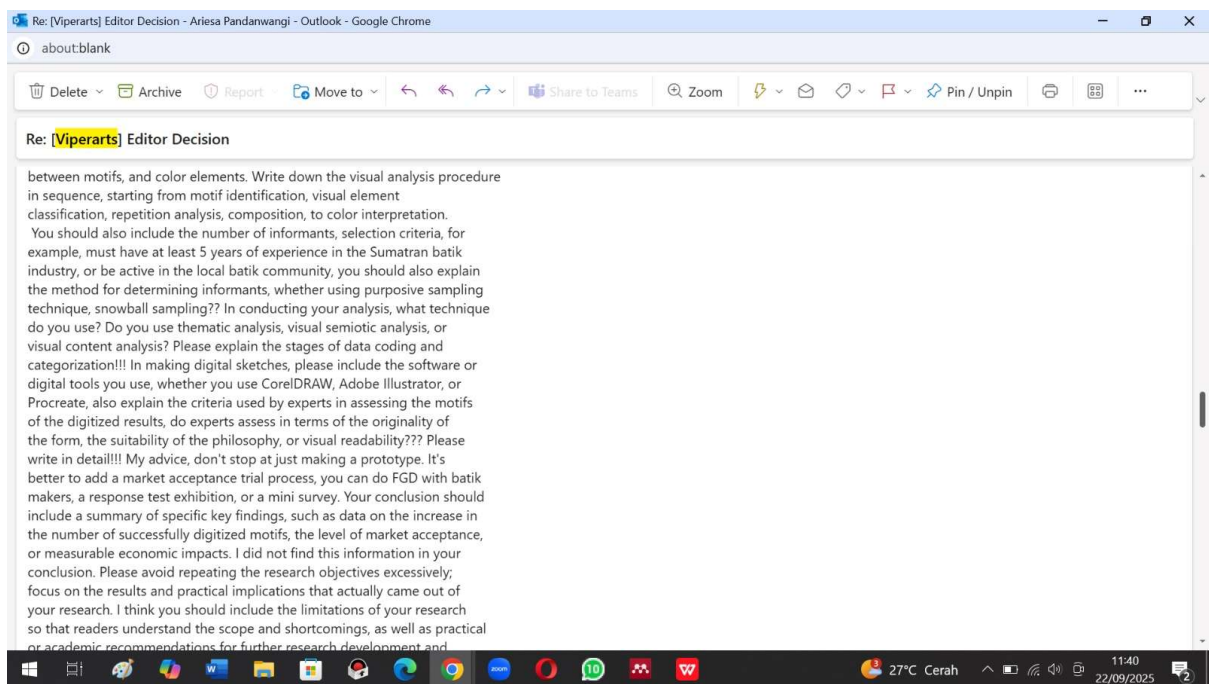 Re: [Viperarts] Editor Decision - Ariesa Pandanwangi - Outlook - Google Chrome
about:blank
Delete Archive Report Move to Share to Teams Zoom Pin / Unpin
Re: [Viperarts] Editor Decision
between motifs, and color elements. Write down the visual analysis procedure
in sequence, starting from motif identification, visual element
classification, repetition analysis, composition, to color interpretation.
You should also include the number of informants, selection criteria, for
example, must have at least 5 years of experience in the Sumatran batik
industry, or be active in the local batik community, you should also explain
the method for determining informants, whether using purposive sampling
technique, snowball sampling?? In conducting your analysis, what technique
do you use? Do you use thematic analysis, visual semiotic analysis, or
visual content analysis? Please explain the stages of data coding and
categorization!!! In making digital sketches, please include the software or
digital tools you use, whether you use CorelDRAW, Adobe Illustrator, or
Procreate, also explain the criteria used by experts in assessing the motifs
of the digitized results, do experts assess in terms of the originality of
the form, the suitability of the philosophy, or visual readability??? Please
write in detail!!! My advice, don't stop at just making a prototype. It's
better to add a market acceptance trial process, you can do FGD with batik
makers, a response test exhibition, or a mini survey. Your conclusion should
include a summary of specific key findings, such as data on the increase in
the number of successfully digitized motifs, the level of market acceptance,
or measurable economic impacts. I did not find this information in your
conclusion. Please avoid repeating the research objectives excessively;
focus on the results and practical implications that actually came out of
your research. I think you should include the limitations of your research
so that readers understand the scope and shortcomings, as well as practical
or academic recommendations for further research development and
zoom 10 3 27°C Cerah 11:40
22/09/2025 2